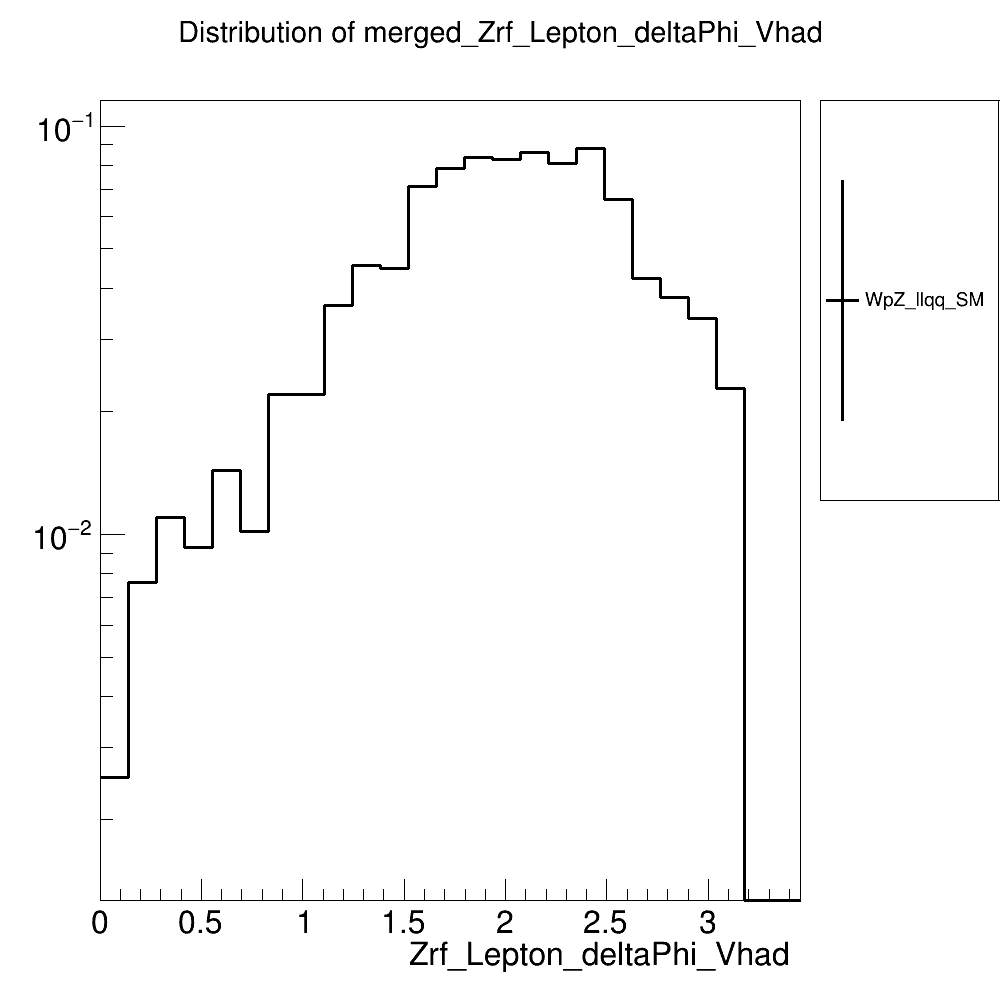 Distribution of merged_Zrf_Lepton_deltaPhi_Vhad
10⁻¹
WpZ_llqq_SM
10⁻²
0 0.5 1 1.5 2 2.5 3
Zrf_Lepton_deltaPhi_Vhad